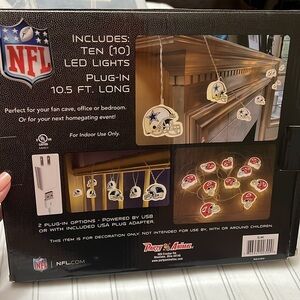 NFL
INCLUDES:
TEN (10)
LED LIGHTS
PLUG-IN
10.5 FT. LONG
Perfect for your fan cave, office or bedroom.
Or for your next homegating event!
For Indoor Use Only.
2 PLUG-IN OPTIONS - POWERED BY USB
OR WITH INCLUDED USA PLUG ADAPTER
THIS ITEM IS FOR DECORATION ONLY. NOT INTENDED FOR USE BY, WITH OR AROUND CHILDREN.
NFL | NFL.COM
Party Animal